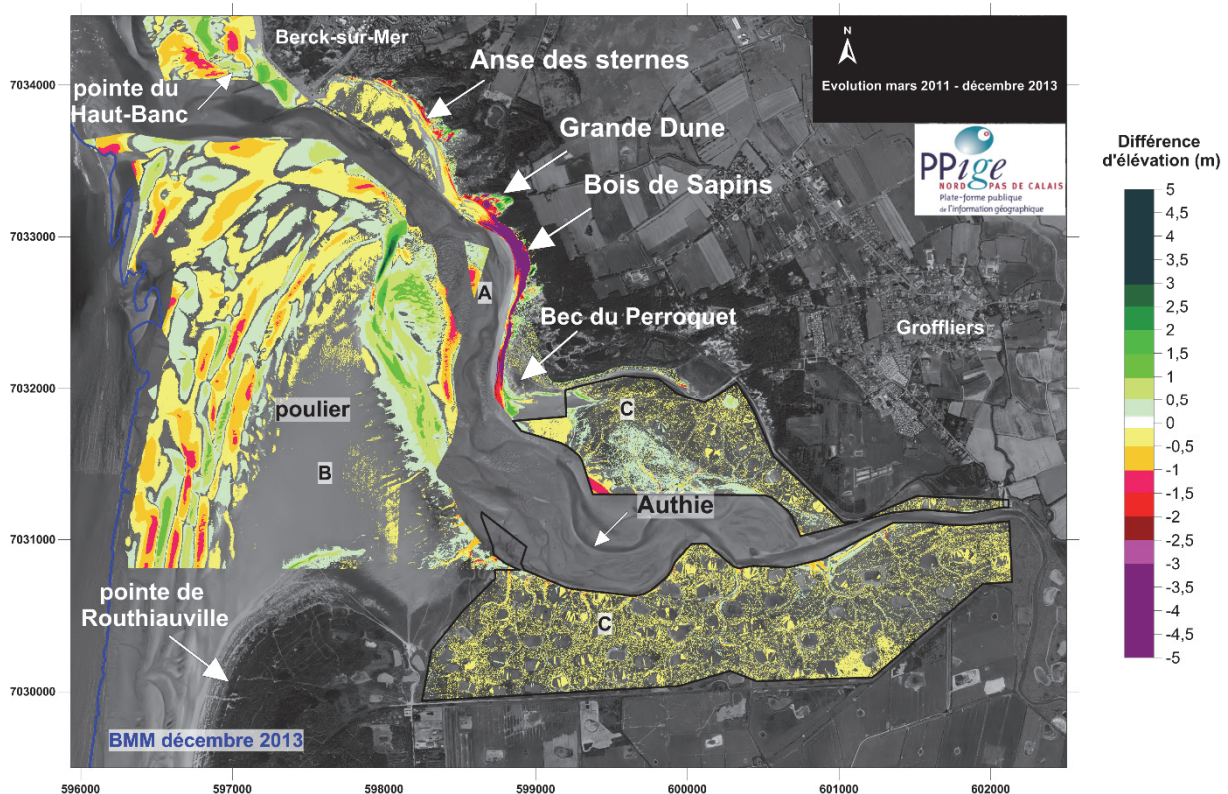 Berck-sur-Mer
Anse des sternes
pointe du
Haut-Banc
Grande Dune
Bois de Sapins
A
Bec du Perroquet
Groffliers
poulier
B
C
Authie
C
pointe de
Routhiauville
BMM décembre 2013
N
Evolution mars 2011 - décembre 2013
PPige
NORD PAS DE CALAIS
Plate-forme publique
de l'information géographique
Différence
d'élévation (m)
5
4,5
4
3,5
3
2,5
2
1,5
1
0,5
0
-0,5
-1
-1,5
-2
-2,5
-3
-3,5
-4
-4,5
-5
7034000
7033000
7032000
7031000
7030000
596000
597000
598000
599000
600000
601000
602000